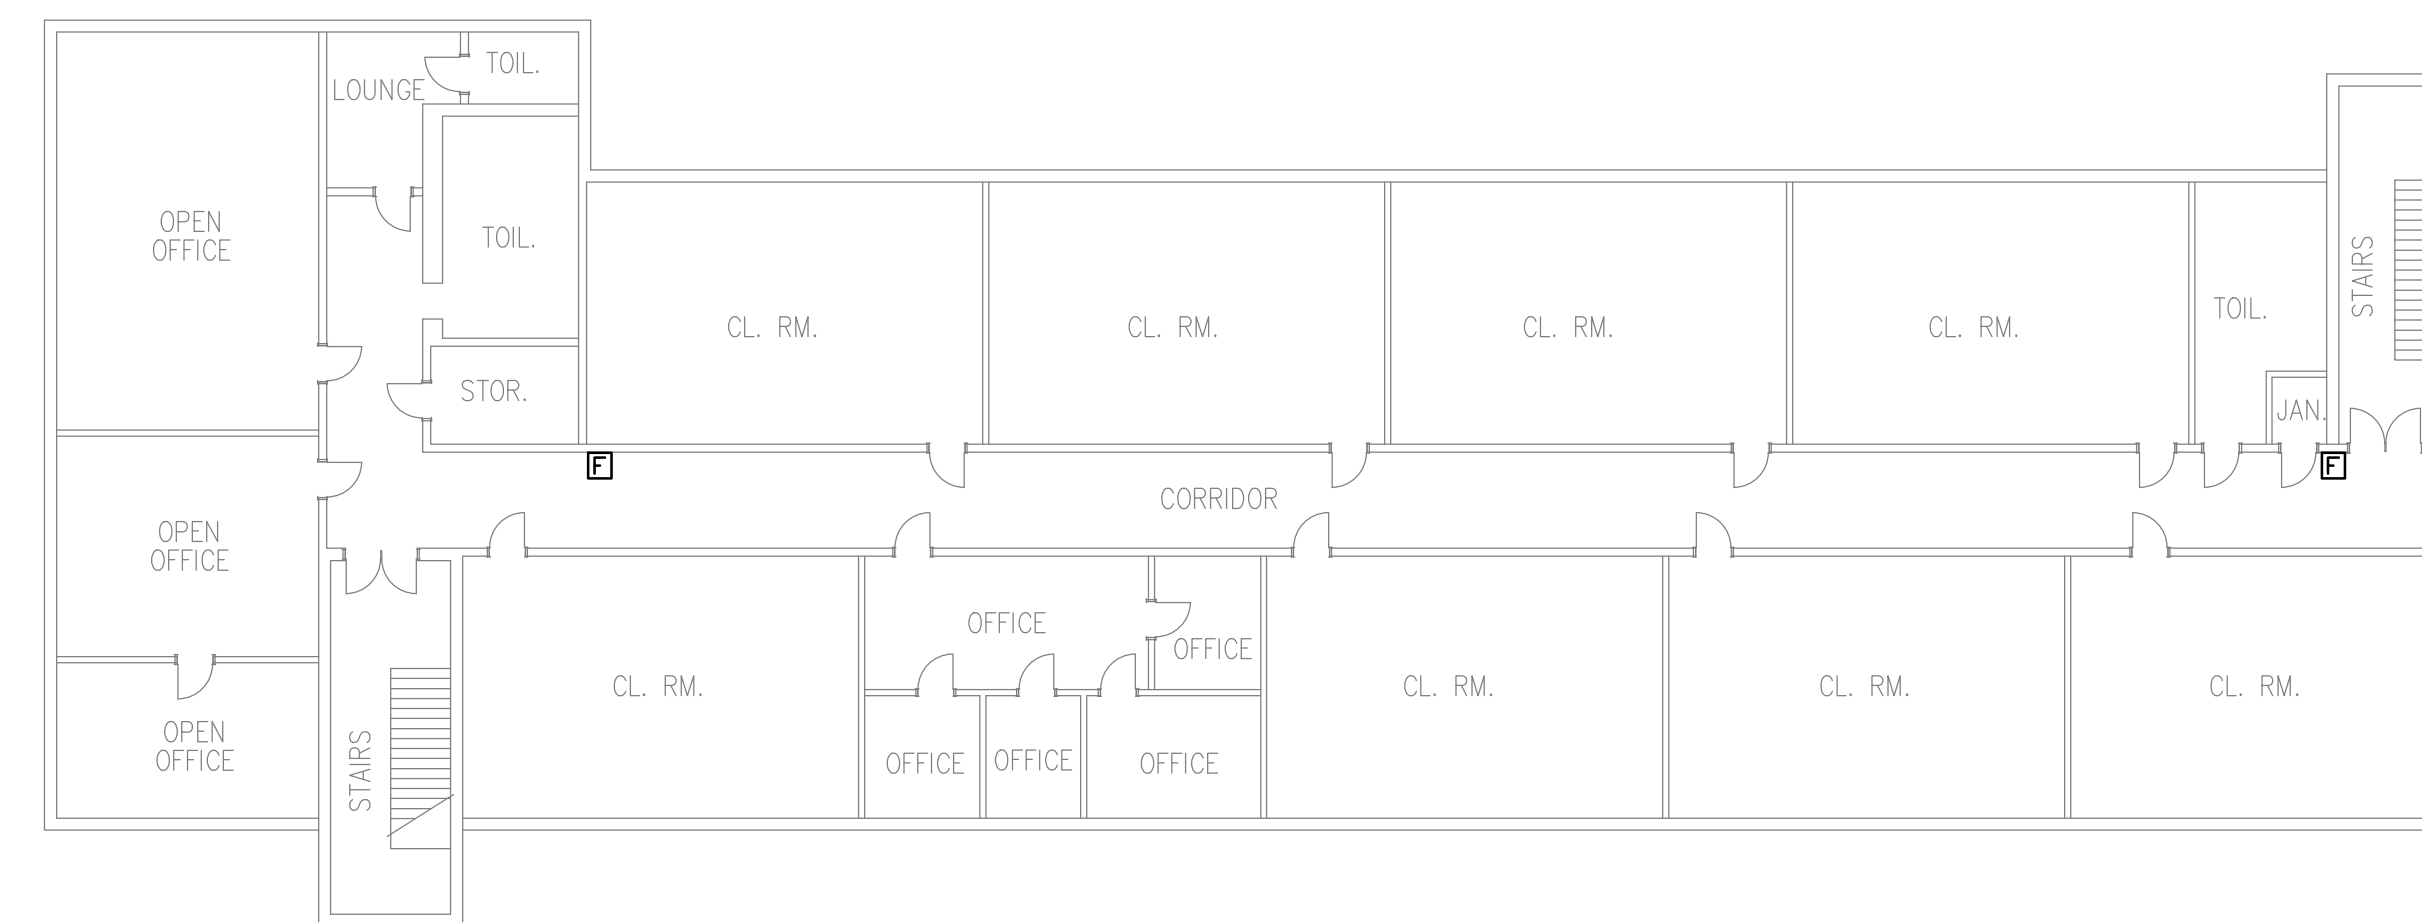 TOIL.
LOUNGE
OPEN
OFFICE
TOIL.
STAIRS
TOIL.
CL. RM.
CL. RM.
CL. RM.
CL. RM.
STOR.
JAN.
F
F
CORRIDOR
OPEN
OFFICE
OFFICE
OFFICE
CL. RM.
CL. RM.
CL. RM.
CL. RM.
OPEN
OFFICE
STAIRS
OFFICE
OFFICE
OFFICE